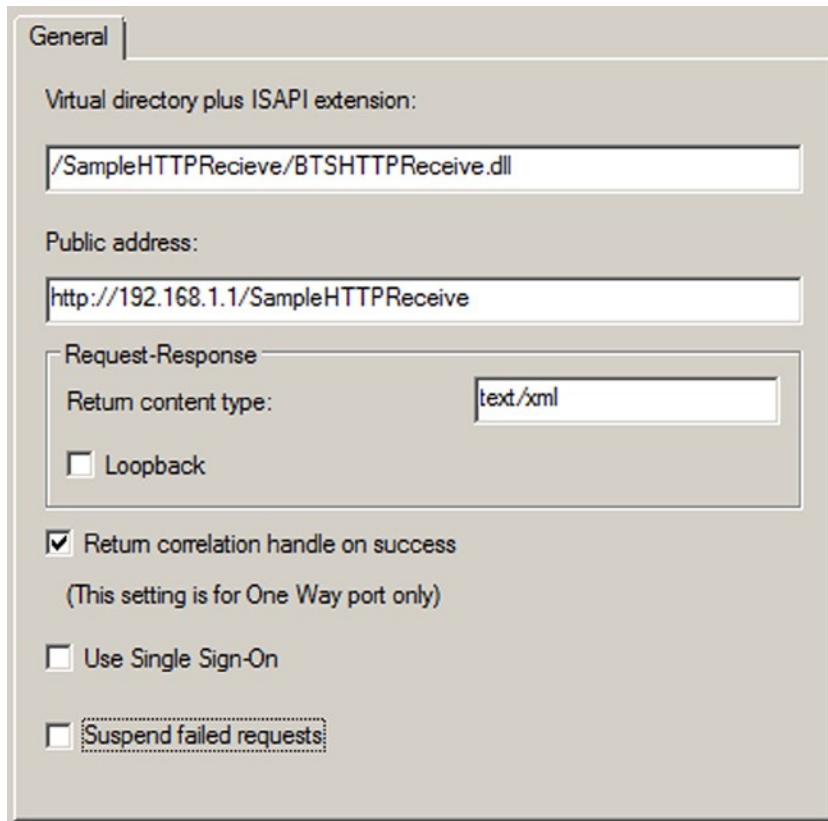 General
Virtual directory plus ISAPI extension:
/SampleHTTPRecieve/BTSHTTPReceive.dll
Public address:
http://192.168.1.1/SampleHTTPReceive
Request-Response
Return content type:
text/xml
Loopback
Return correlation handle on success
(This setting is for One Way port only)
Use Single Sign-On
Suspend failed requests